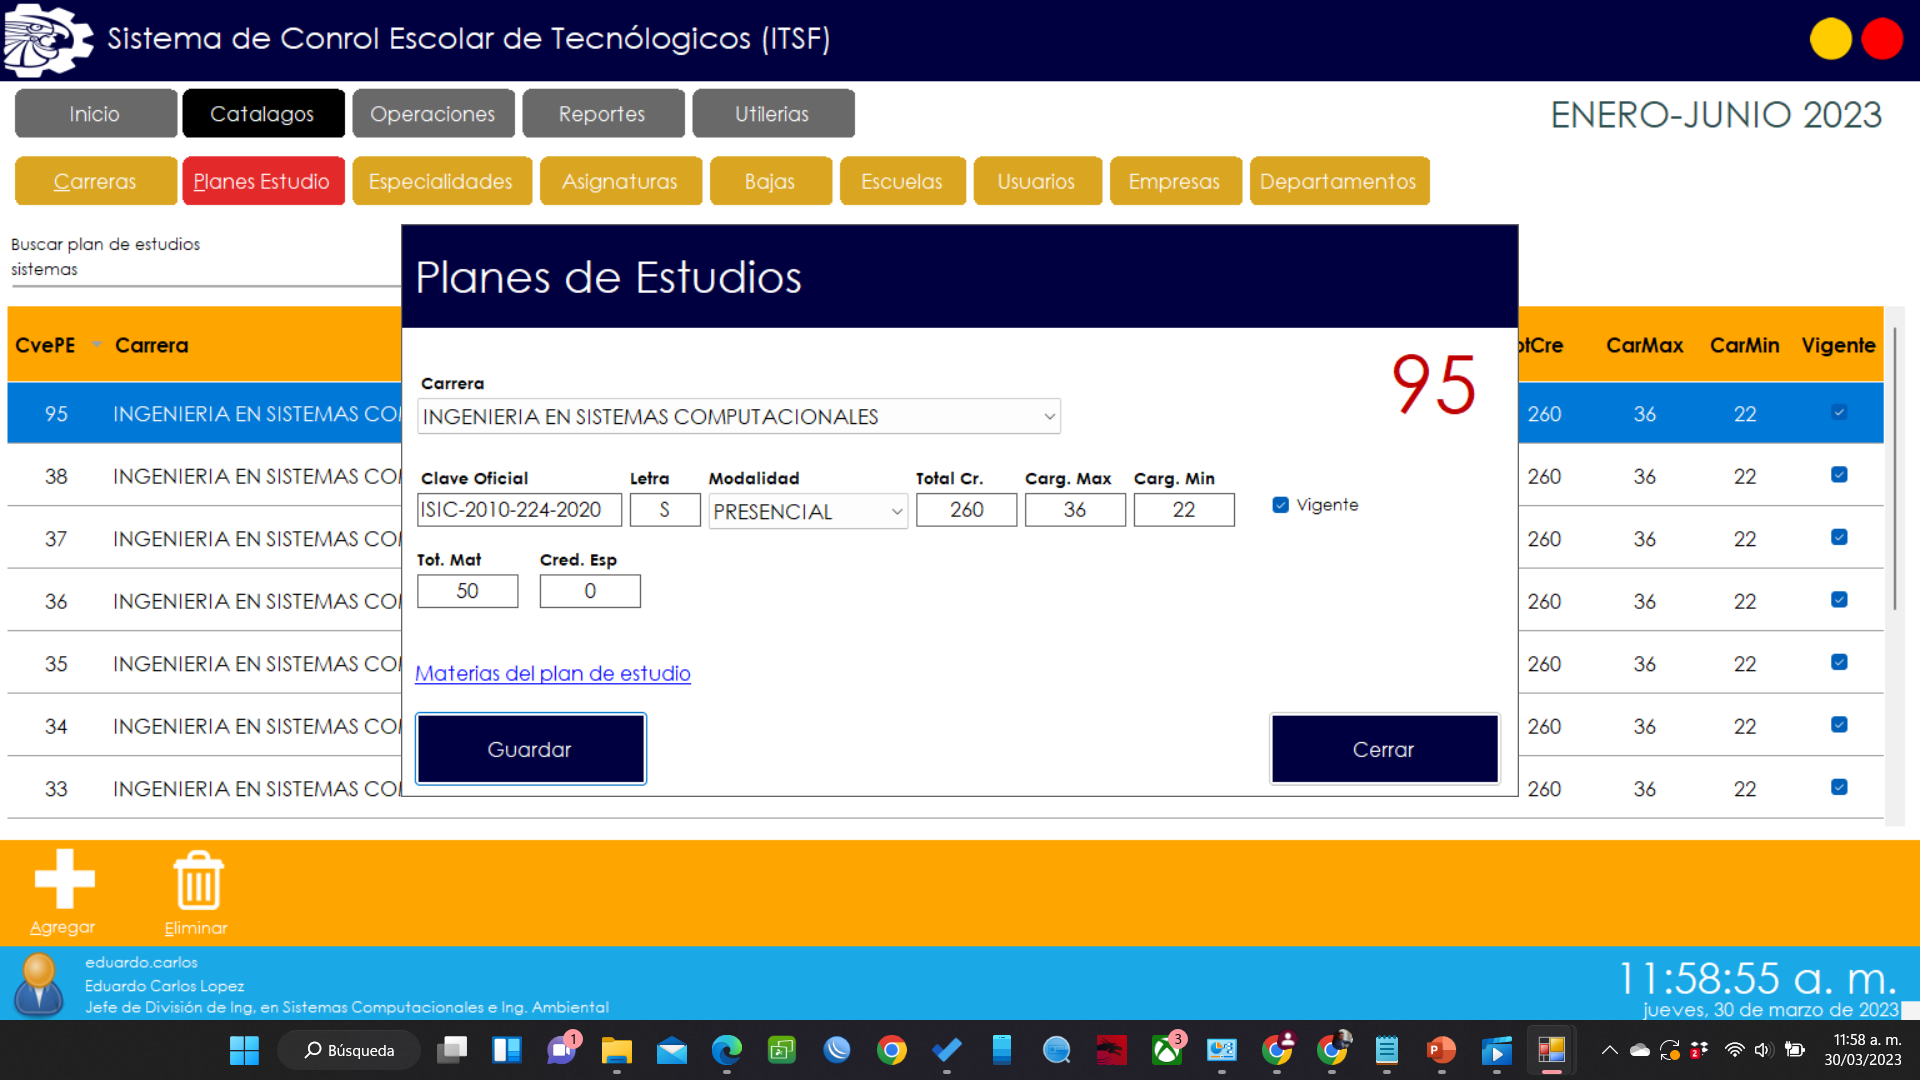 Sistema de Conrol Escolar de Tecnólogicos (ITSF)
Inicio Catalagos Operaciones Reportes Utilerias
ENERO-JUNIO 2023
Carreras Planes Estudio Especialidades Asignaturas Bajas Escuelas Usuarios Empresas Departamentos
Buscar plan de estudios
sistemas
Planes de Estudios
CvePE Carrera CarMax CarMin Vigente
95
Carrera
INGENIERIA EN SISTEMAS COMPUTACIONALES
95 INGENIERIA EN SISTEMAS 260 36 22
Clave Oficial Letra Modalidad Total Cr. Carg. Max Carg. Min
ISIC-2010-224-2020 S PRESENCIAL 260 36 22 Vigente
38 INGENIERIA EN SISTEMAS 260 36 22
37 INGENIERIA EN SISTEMAS 260 36 22
Tot. Mat Cred. Esp
50 0
36 INGENIERIA EN SISTEMAS 260 36 22
35 INGENIERIA EN SISTEMAS 260 36 22
Materias del plan de estudio
34 INGENIERIA EN SISTEMAS 260 36 22
Guardar Cerrar
33 INGENIERIA EN SISTEMAS 260 36 22
Agregar Eliminar
eduardo.carlos
Eduardo Carlos Lopez
Jefe de División de Ing, en Sistemas Computacionales e Ing. Ambiental
11:58:55 a. m.
jueves, 30 de marzo de 2023
Búsqueda
1
3
2
11:58 a. m.
30/03/2023